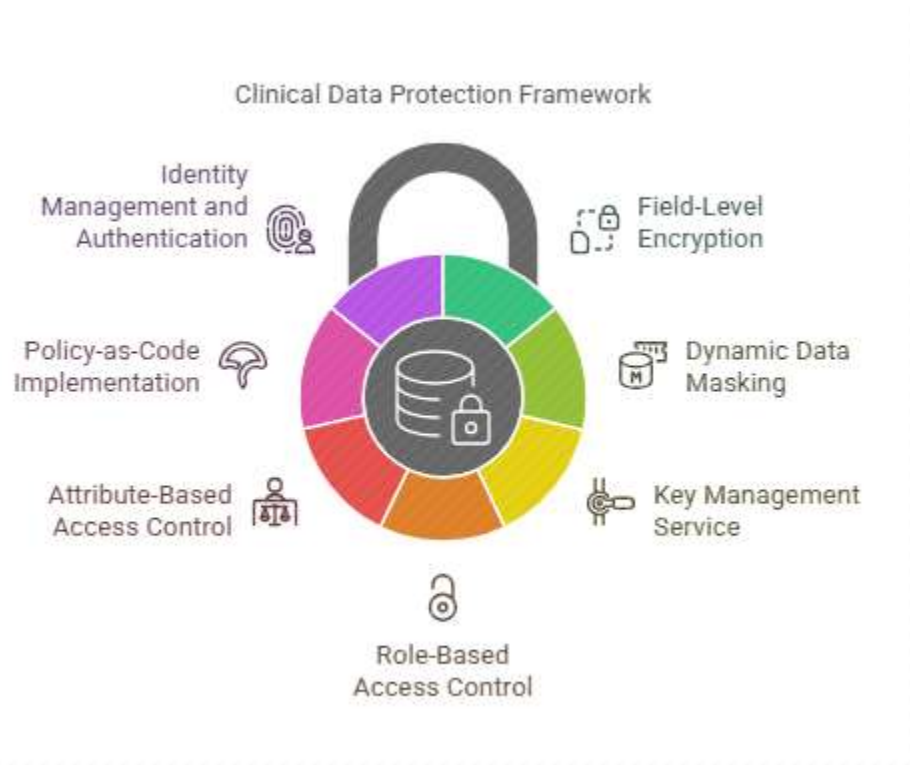 Clinical Data Protection Framework
Identity
Management and
Authentication
Field-Level
Encryption
Policy-as-Code
Implementation
Dynamic Data
Masking
Attribute-Based
Access Control
Key Management
Service
Role-Based
Access Control
M